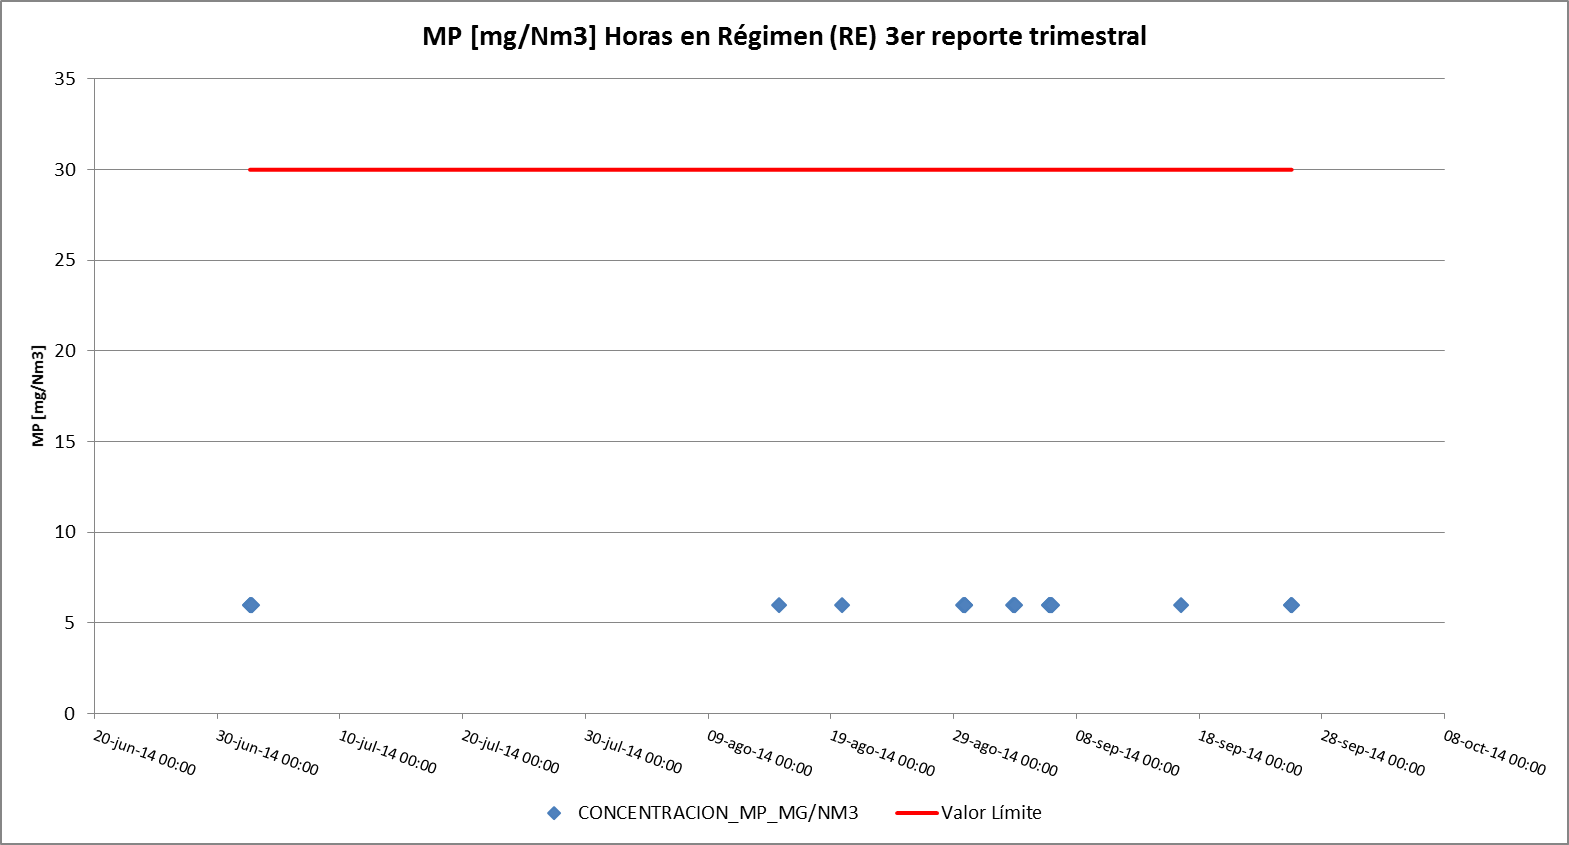 MP [mg/Nm3] Horas en Régimen (RE) 3er reporte trimestral
35
30
25
20
15
10
5
0
MP [mg/Nm3]
20-jun-14 00:00
30-jun-14 00:00
10-jul-14 00:00
20-jul-14 00:00
30-jul-14 00:00
09-ago-14 00:00
19-ago-14 00:00
29-ago-14 00:00
08-sep-14 00:00
18-sep-14 00:00
28-sep-14 00:00
08-oct-14 00:00
CONCENTRACION_MP_MG/NM3
Valor Límite